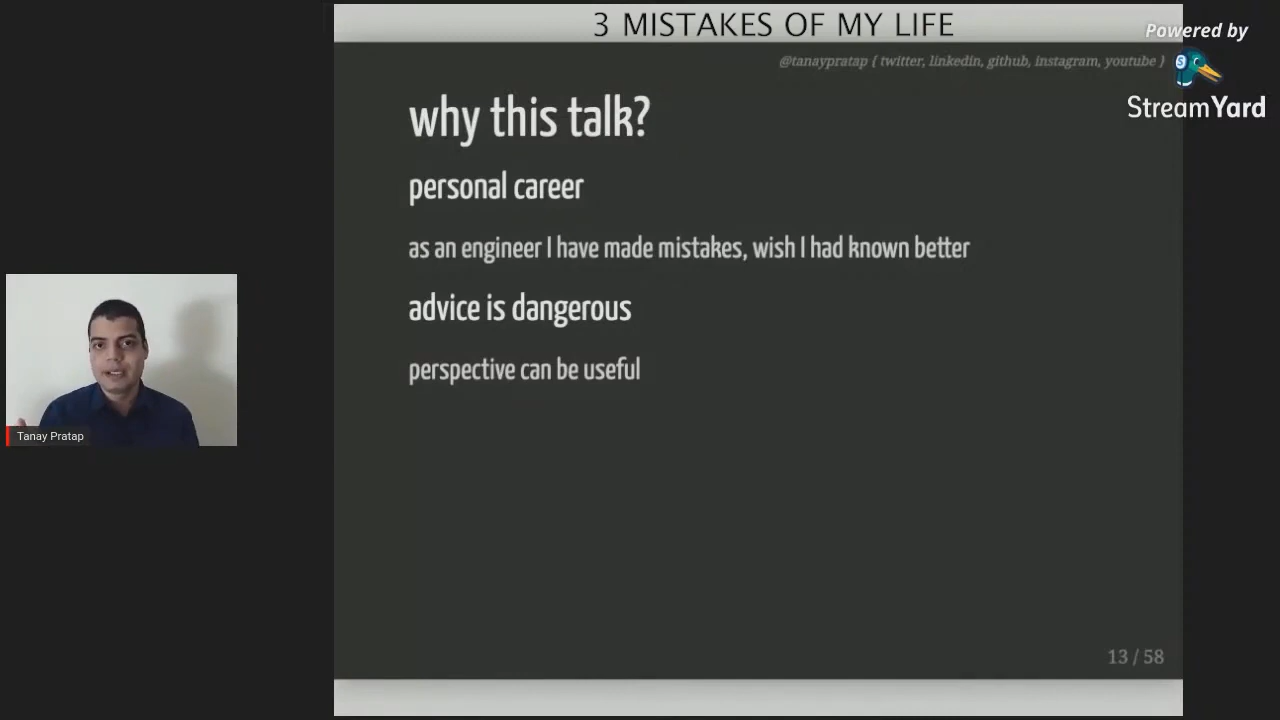 3 MISTAKES OF MY LIFE
Powered by
@tanaypratap { twitter, linkedin, github, instagram, youtube }
StreamYard
why this talk?
personal career
as an engineer I have made mistakes, wish I had known better
advice is dangerous
perspective can be useful
Tanay Pratap
13 / 58